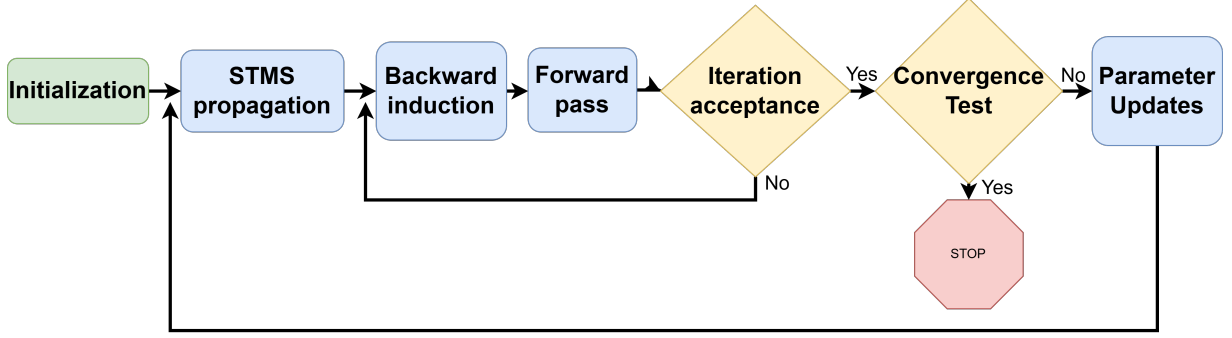 Initialization
STMS
propagation
Backward
induction
Forward
pass
Iteration
acceptance
Yes
No
Convergence
Test
No
Yes
Parameter
Updates
STOP